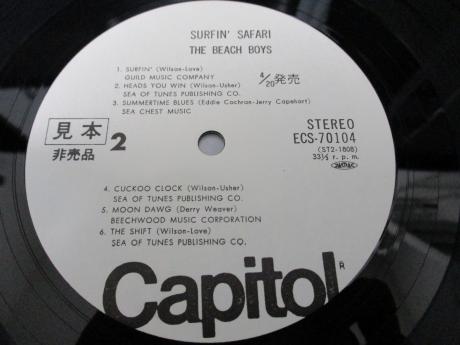 SURFIN' SAFARI
THE BEACH BOYS
1. SURFIN' (Wilson-Love)
GUILD MUSIC COMPANY
2. HEADS YOU WIN (Wilson-Usher)
SEA OF TUNES PUBLISHING CO.
3. SUMMERTIME BLUES (Eddie Cochran-Jerry Capehart)
SEA CHEST MUSIC
4/20発売
見本
非売品
2
STEREO
ECS-70104
(ST2-1808)
33⅓ r. p. m.
4. CUCKOO CLOCK (Wilson-Usher)
SEA OF TUNES PUBLISHING CO.
5. MOON DAWG (Derry Weaver)
BEECHWOOD MUSIC CORPORATION
6. THE SHIFT (Wilson-Love)
SEA OF TUNES PUBLISHING CO.
Capitol®